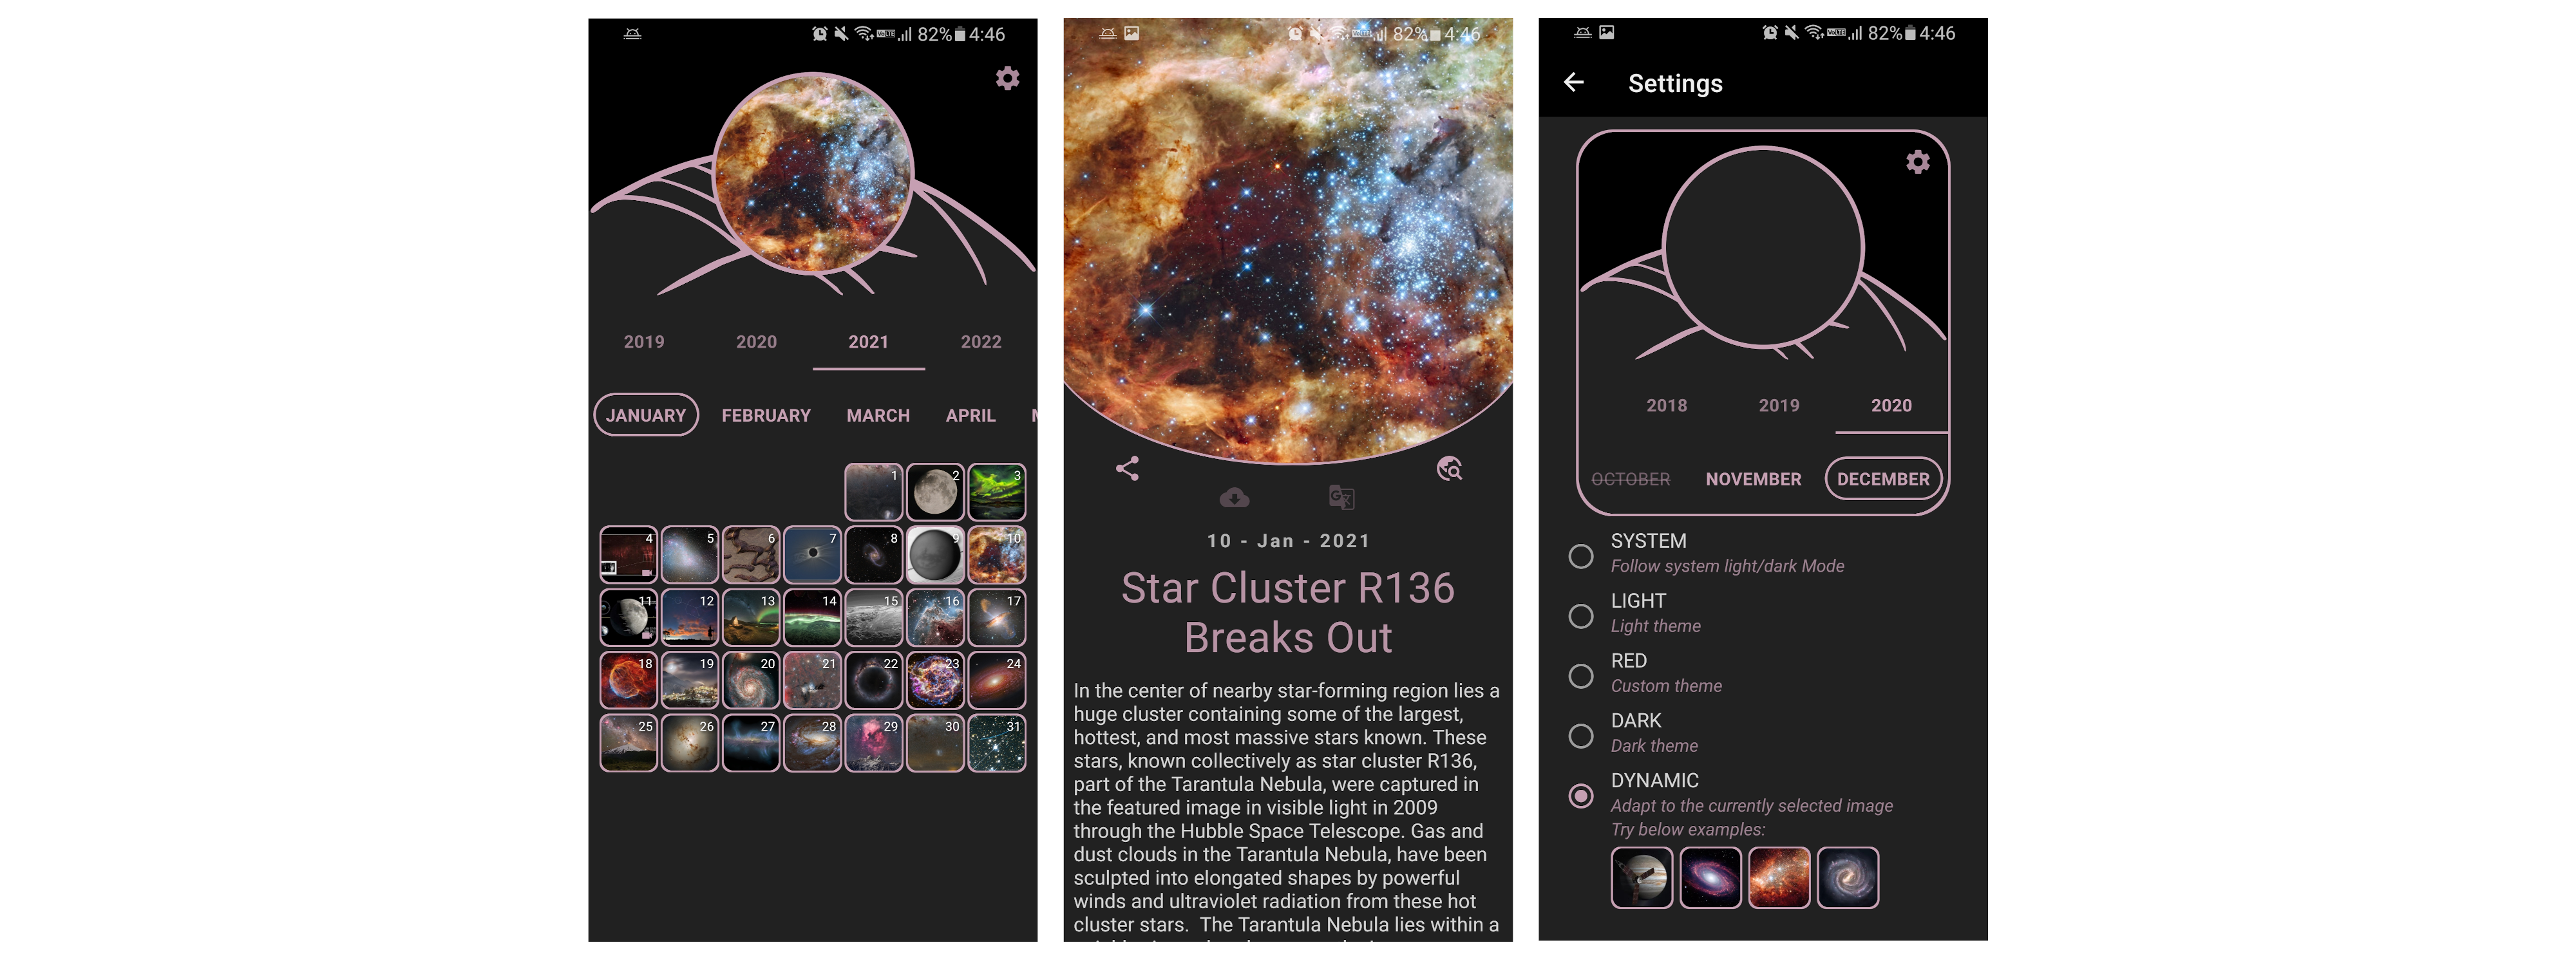 82% 4:46
2019 2020 2021 2022
JANUARY FEBRUARY MARCH APRIL
1 2 3
4 5 6 7 8 9 10
11 12 13 14 15 16 17
18 19 20 21 22 23 24
25 26 27 28 29 30 31
82% 4:46
10 - Jan - 2021
Star Cluster R136
Breaks Out
In the center of nearby star-forming region lies a
huge cluster containing some of the largest,
hottest, and most massive stars known. These
stars, known collectively as star cluster R136,
part of the Tarantula Nebula, were captured in
the featured image in visible light in 2009
through the Hubble Space Telescope. Gas and
dust clouds in the Tarantula Nebula, have been
sculpted into elongated shapes by powerful
winds and ultraviolet radiation from these hot
cluster stars.  The Tarantula Nebula lies within a
82% 4:46
Settings
2018 2019 2020
OCTOBER NOVEMBER DECEMBER
SYSTEM
Follow system light/dark Mode
LIGHT
Light theme
RED
Custom theme
DARK
Dark theme
DYNAMIC
Adapt to the currently selected image
Try below examples: